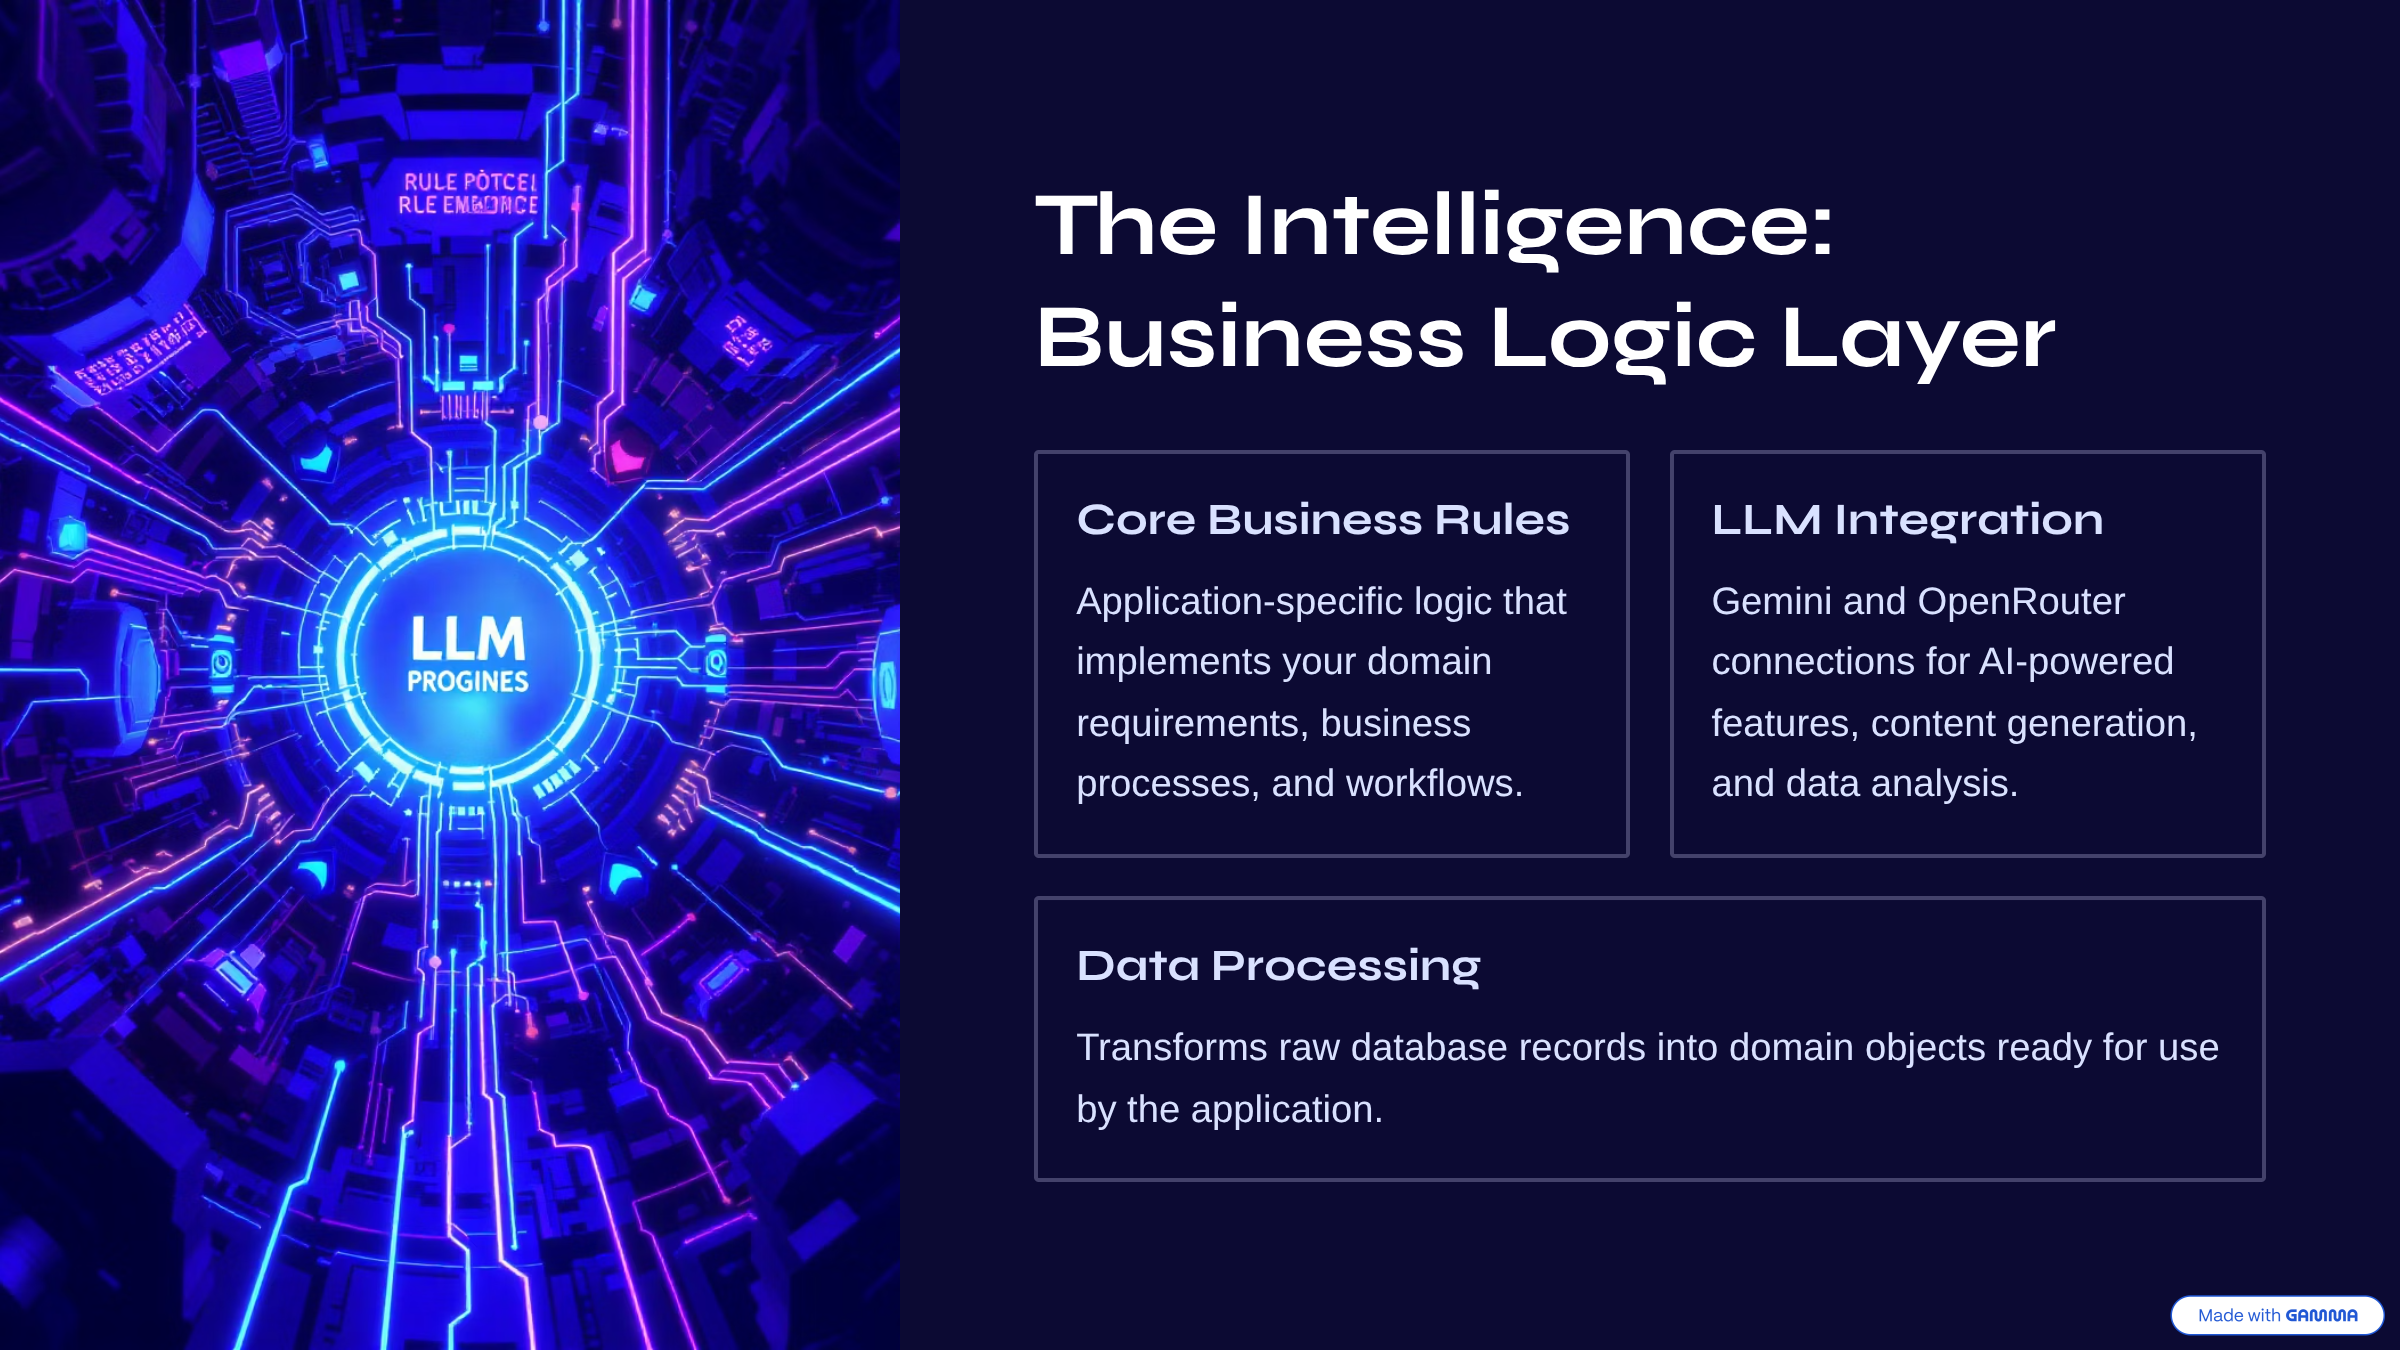 RULE PÒTCEI
RLE
LLM
PROGINES
The Intelligence:
Business Logic Layer
Core Business Rules
Application-specific logic that
implements your domain
requirements, business
processes, and workflows.
LLM Integration
Gemini and OpenRouter
connections for AI-powered
features, content generation,
and data analysis.
Data Processing
Transforms raw database records into domain objects ready for use
by the application.
Made with GAMMA